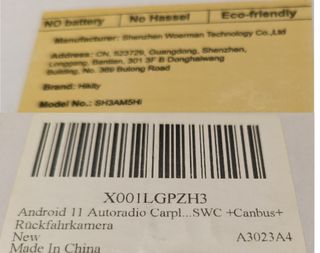 NO battery No Hassel Eco-friendly
Manufacturer: Shenzhen Woerman Technology Co.,Ltd
Address: CN, 523729, Guangdong, Shenzhen,
Longgang, Bantian, 301 3F B Donghaiwang
Building, No. 369 Bulong Road
Brand: Hikity
Model No.: SH3AM5Hi
X001LGPZH3
Android 11 Autoradio Carpl...SWC +Canbus+
Rückfahrkamera
New A3023A4
Made In China